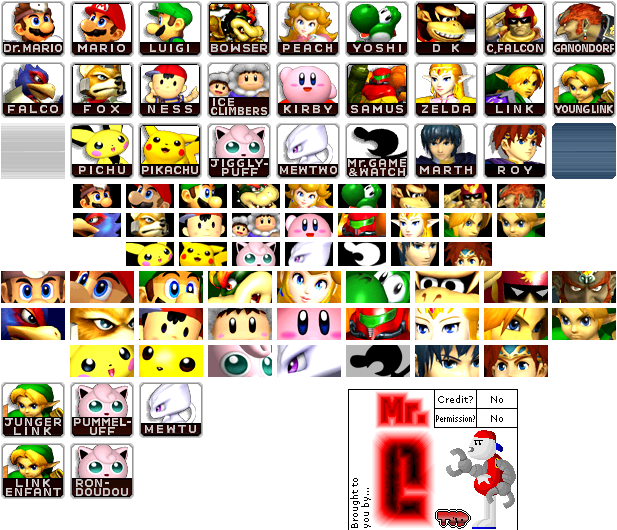 Dr.MARIO MARIO LUIGI BOWSER PEACH YOSHI D K C,FALCON GANONDORF
FALCO FOX NESS ICE CLIMBERS KIRBY SAMUS ZELDA LINK YOUNG LINK
PICHU PIKACHU JIGGLY-PUFF MEWTWO Mr.GAME &WATCH MARTH ROY
JUNGER LINK PUMMEL-UFF MEWTU
LINK ENFANT RON-DOUDOU
Brought to
you by...
Mr.
C
Credit? No
Permission? No